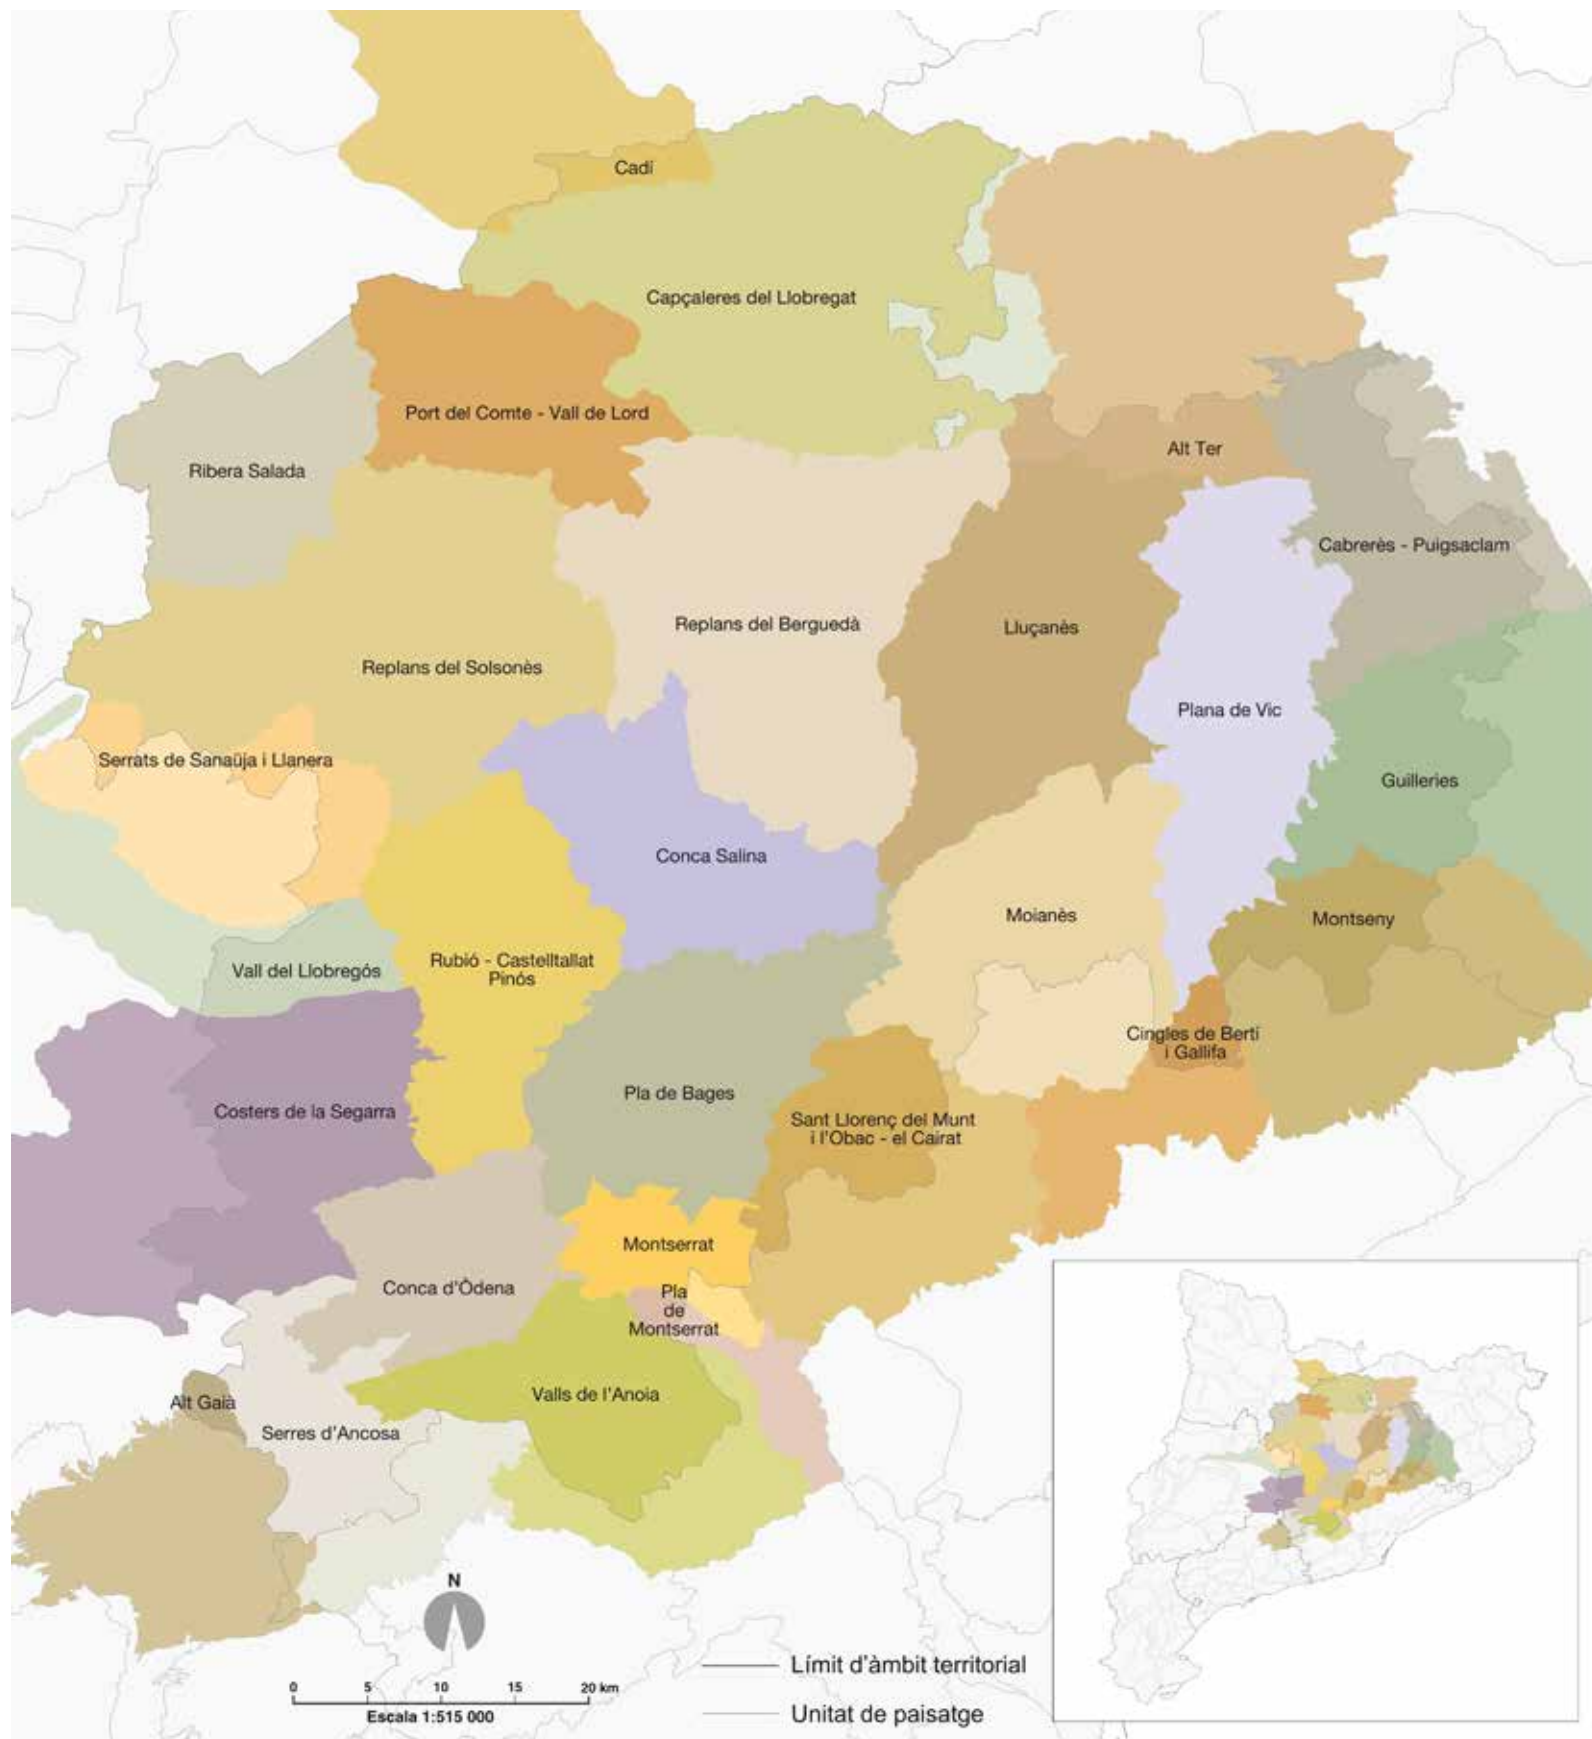 Cadí
Capçaleres del Llobregat
Port del Comte - Vall de Lord
Alt Ter
Ribera Salada
Cabrerès - Puigsaclam
Replans del Berguedà
Lluçanès
Replans del Solsonès
Plana de Vic
Serrats de Sanaüja i Llanera
Guilleries
Conca Salina
Moianès
Montseny
Rubió - Castelltallat
Pinós
Vall del Llobregós
Cingles de Bertí
i Gallifa
Pla de Bages
Costers de la Segarra
Sant Llorenç del Munt
i l'Obac - el Cairat
Montserrat
Conca d'Òdena
Pla
de
Montserrat
Valls de l'Anoia
Alt Gaià
Serres d'Ancosa
N
0 5 10 15 20 km
Escala 1:515 000
Límit d'àmbit territorial
Unitat de paisatge